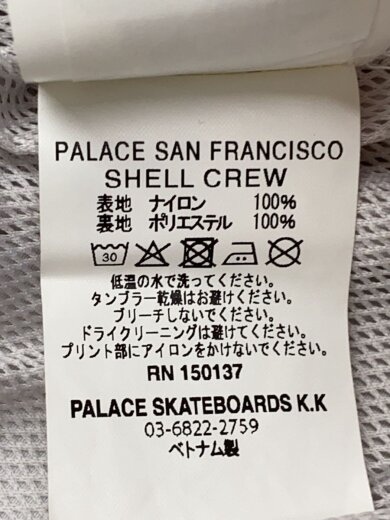 PALACE SAN FRANCISCO
SHELL CREW
表地 ナイロン 100%
裏地 ポリエステル 100%
30
低温の水で洗ってください。
タンブラー乾燥はお避けください。
ブリーチしないでください。
ドライクリーニングは避けてください。
プリント部にアイロンをかけないでください。
RN 150137
PALACE SKATEBOARDS K.K
03-6822-2759
ベトナム製